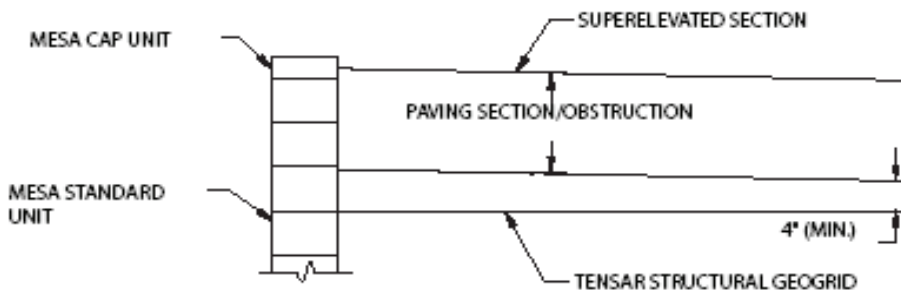 SUPERELEVATED SECTION
MESA CAP UNIT
PAVING SECTION/OBSTRUCTION
MESA STANDARD
UNIT
4" (MIN.)
TENSAR STRUCTURAL GEOGRID